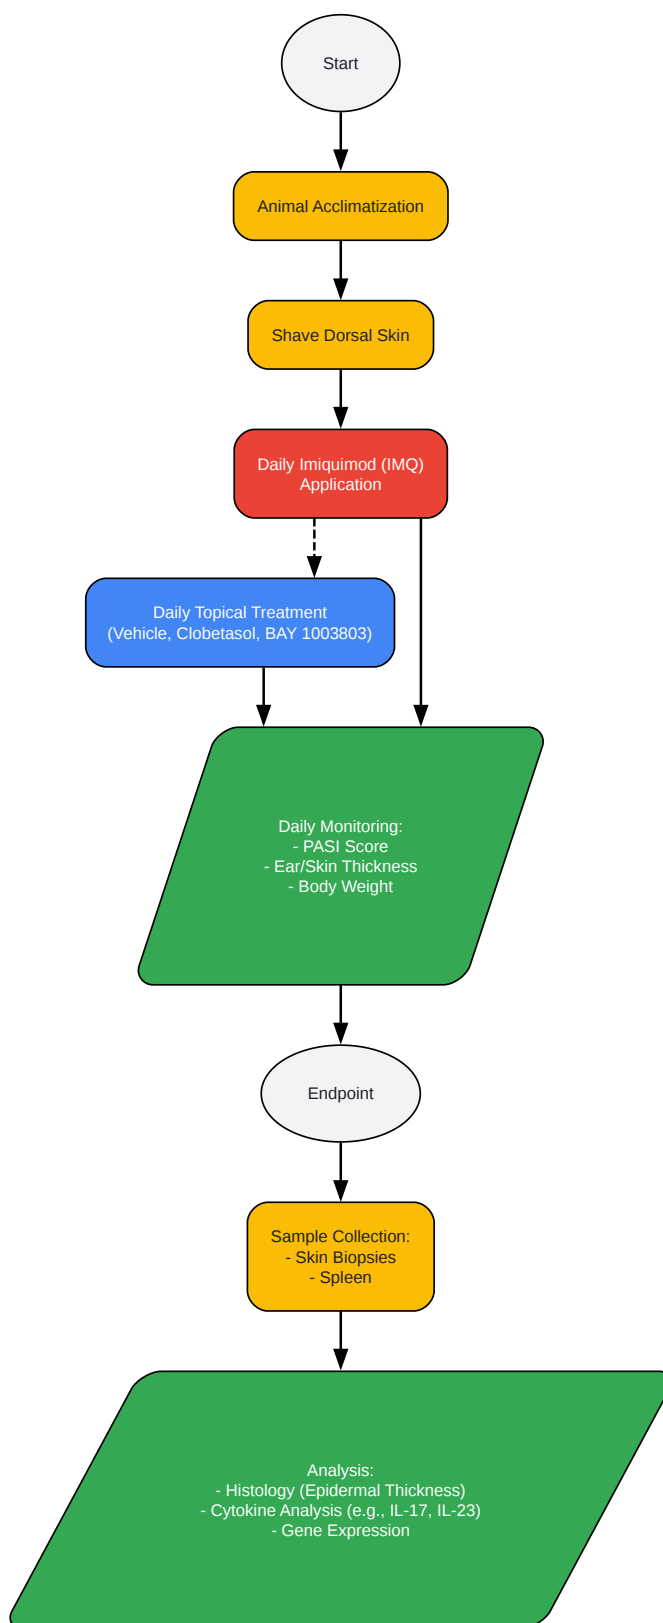 Start
Animal Acclimatization
Shave Dorsal Skin
Daily Imiquimod (IMQ)
Application
Daily Topical Treatment
(Vehicle, Clobetasol, BAY 1003803)
Daily Monitoring:
- PASI Score
- Ear/Skin Thickness
- Body Weight
Endpoint
Sample Collection:
- Skin Biopsies
- Spleen
Analysis:
- Histology (Epidermal Thickness)
- Cytokine Analysis (e.g., IL-17, IL-23)
- Gene Expression